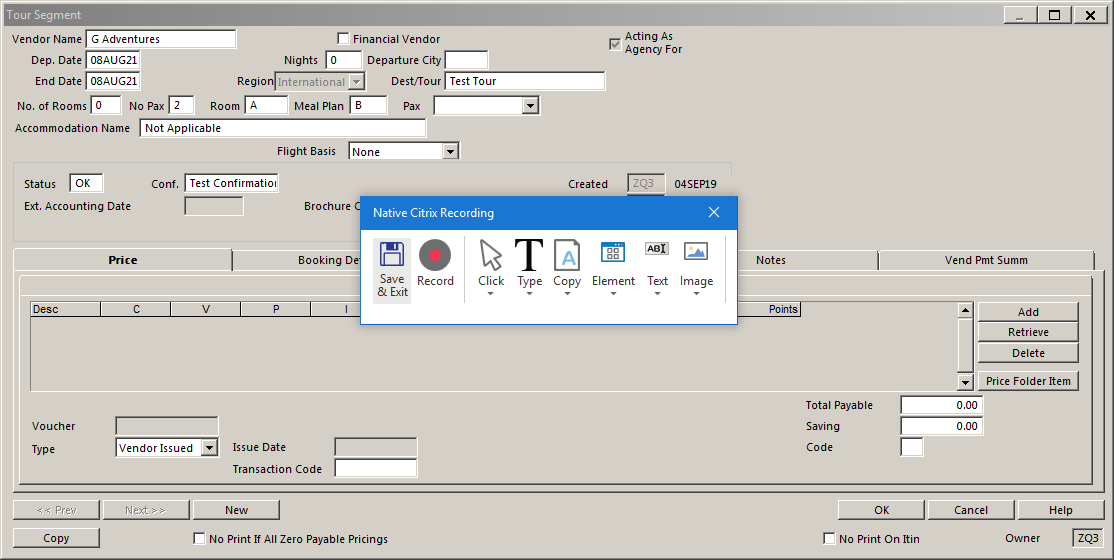 Tour Segment
Vendor Name G Adventures Financial Vendor Acting As Agency For
Dep. Date 08AUG21 Nights 0 Departure City
End Date 08AUG21 Region International Dest/Tour Test Tour
No. of Rooms 0 No Pax 2 Room A Meal Plan B Pax
Accommodation Name Not Applicable
Flight Basis None
Status OK Conf. Test Confirmation Created ZQ3 04SEP19
Ext. Accounting Date Brochure C
Native Citrix Recording
Save & Exit Record Click Type Copy Element Text Image
ABI
A
Price Booking Det Notes Vend Pmt Summ
Desc C V P I Points
Add
Retrieve
Delete
Price Folder Item
Total Payable 0.00
Voucher Saving 0.00
Type Vendor Issued Issue Date Code
Transaction Code
<< Prev Next >> New OK Cancel Help
Copy No Print If All Zero Payable Pricings No Print On Itin Owner ZQ3